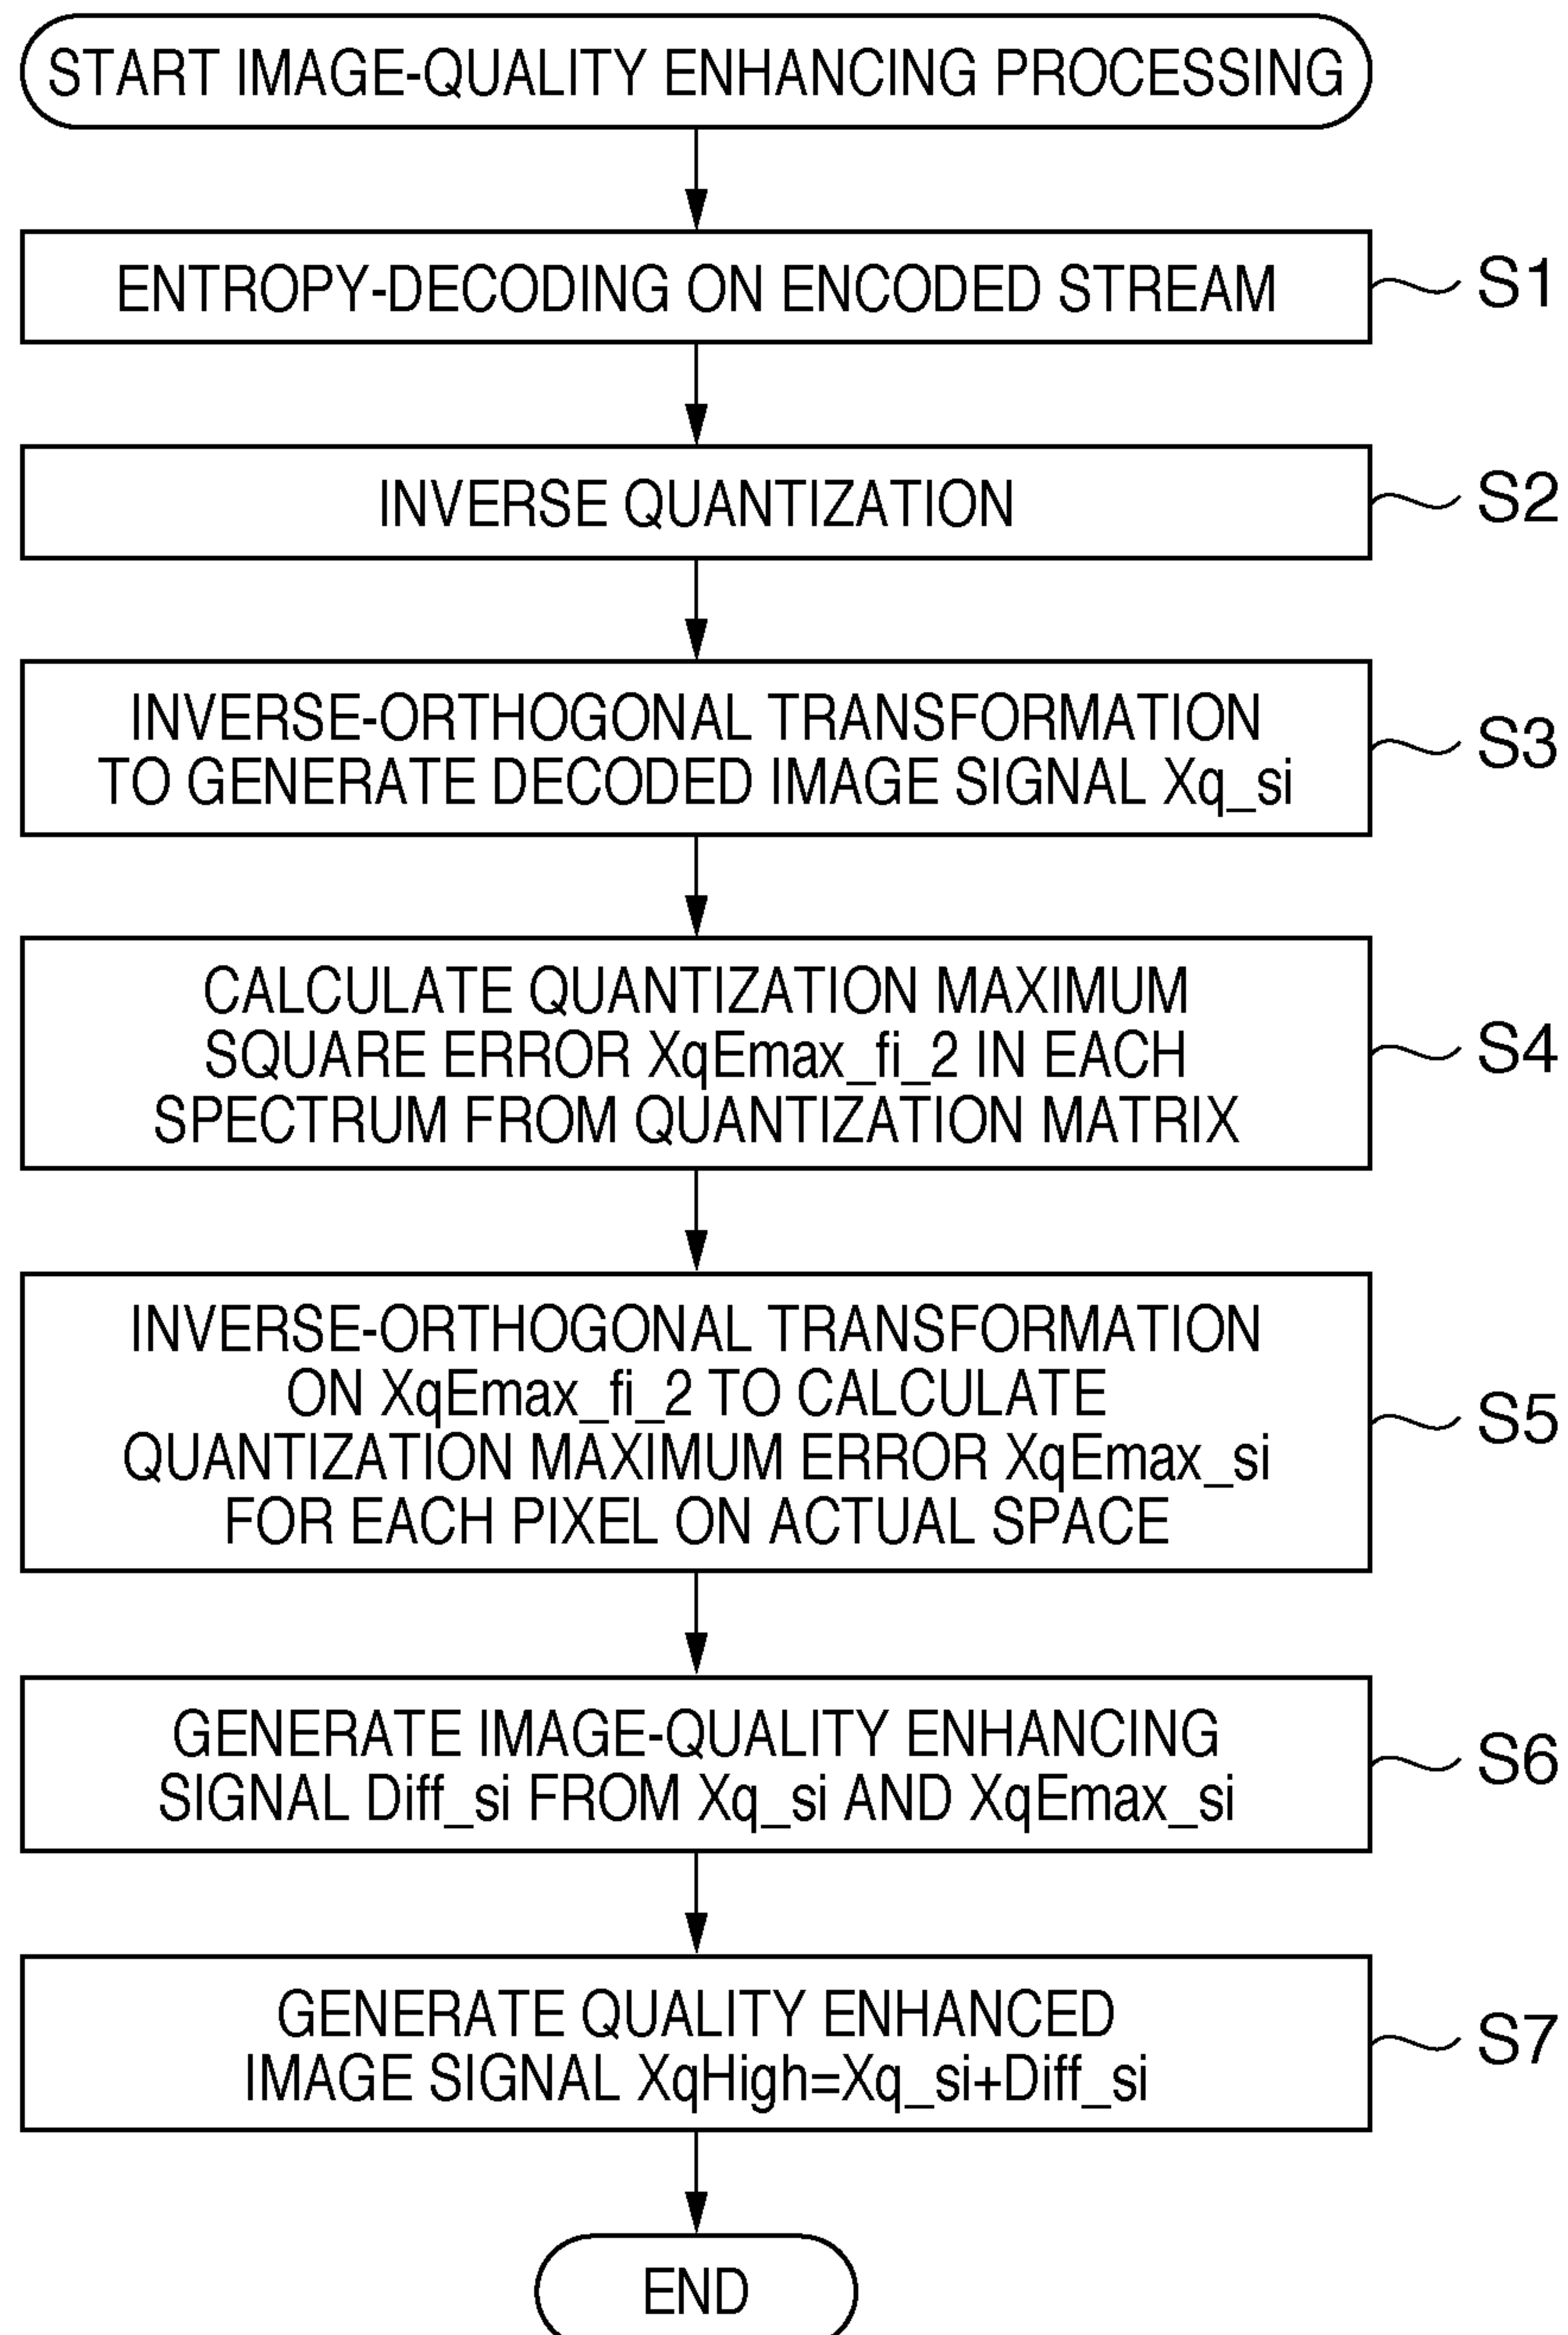 START IMAGE-QUALITY ENHANCING PROCESSING
ENTROPY-DECODING ON ENCODED STREAM
S1
INVERSE QUANTIZATION
S2
INVERSE-ORTHOGONAL TRANSFORMATION
TO GENERATE DECODED IMAGE SIGNAL Xq_si
S3
CALCULATE QUANTIZATION MAXIMUM
SQUARE ERROR XqEmax_fi_2 IN EACH
SPECTRUM FROM QUANTIZATION MATRIX
S4
INVERSE-ORTHOGONAL TRANSFORMATION
ON XqEmax_fi_2 TO CALCULATE
QUANTIZATION MAXIMUM ERROR XqEmax_si
FOR EACH PIXEL ON ACTUAL SPACE
S5
GENERATE IMAGE-QUALITY ENHANCING
SIGNAL Diff_si FROM Xq_si AND XqEmax_si
S6
GENERATE QUALITY ENHANCED
IMAGE SIGNAL XqHigh=Xq_si+Diff_si
S7
END